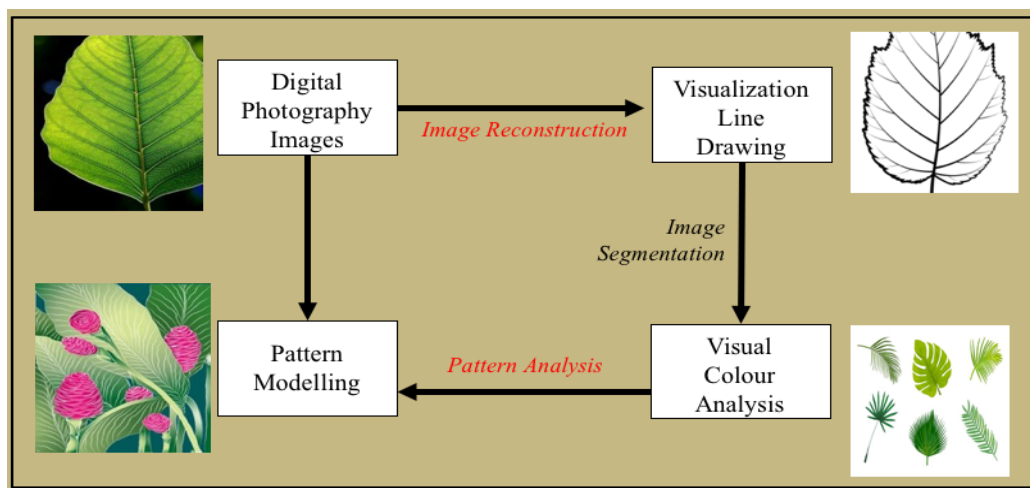 Digital
Photography
Images
Image Reconstruction
Visualization
Line
Drawing
Image
Segmentation
Pattern
Modelling
Pattern Analysis
Visual
Colour
Analysis